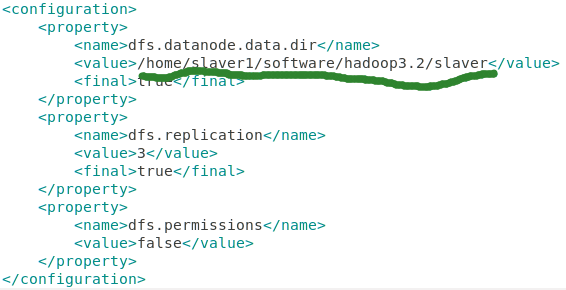 <configuration>
<property>
<name>dfs.datanode.data.dir</name>
<value>/home/slaver1/software/hadoop3.2/slaver</value>
<final>true</final>
</property>
<property>
<name>dfs.replication</name>
<value>3</value>
<final>true</final>
</property>
<property>
<name>dfs.permissions</name>
<value>false</value>
</property>
</configuration>